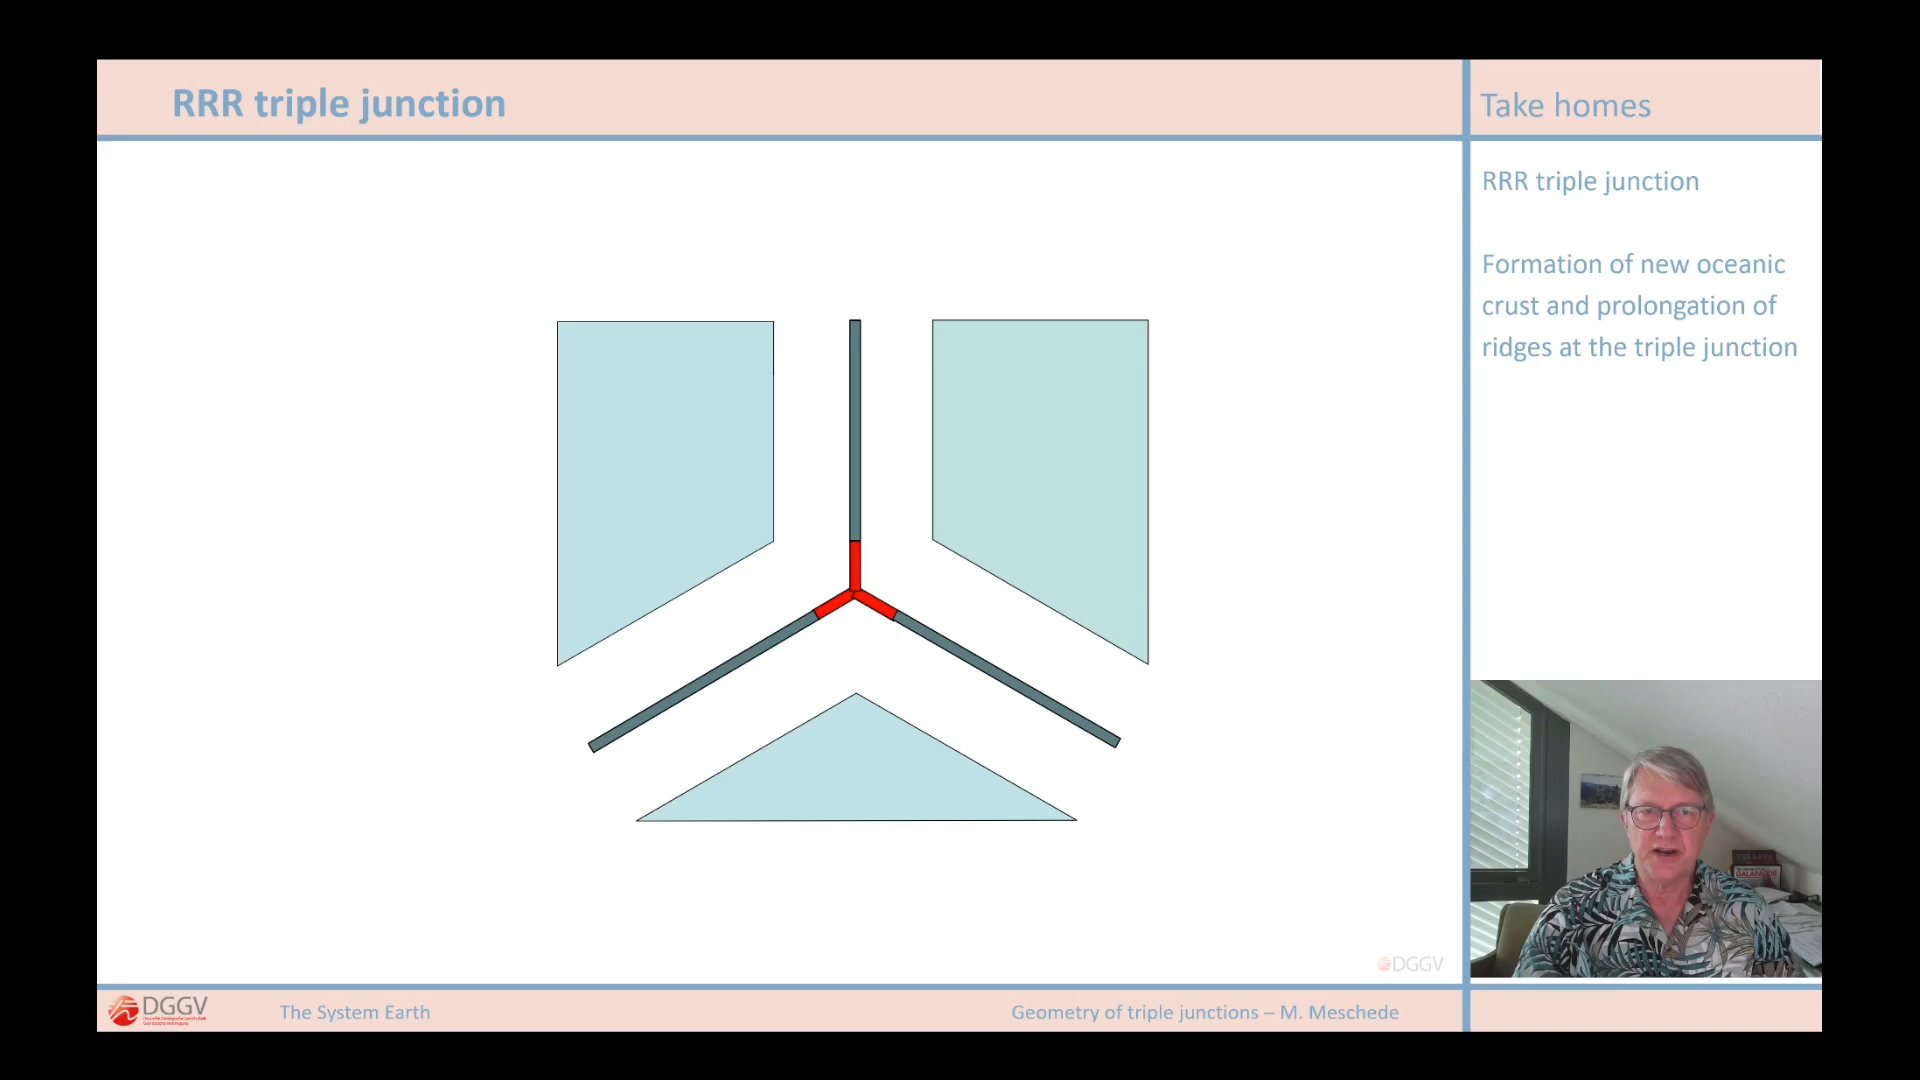 RRR triple junction
Take homes
RRR triple junction
Formation of new oceanic
crust and prolongation of
ridges at the triple junction
GALAPAGOS
DGGV
DGGV
The System Earth
Geometry of triple junctions – M. Meschede